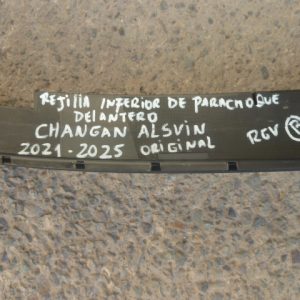 REJILLA INFERIOR DE PARACHOQUE
DELANTERO
CHANGAN ALSVIN
2021-2025 ORIGINAL
RGV R